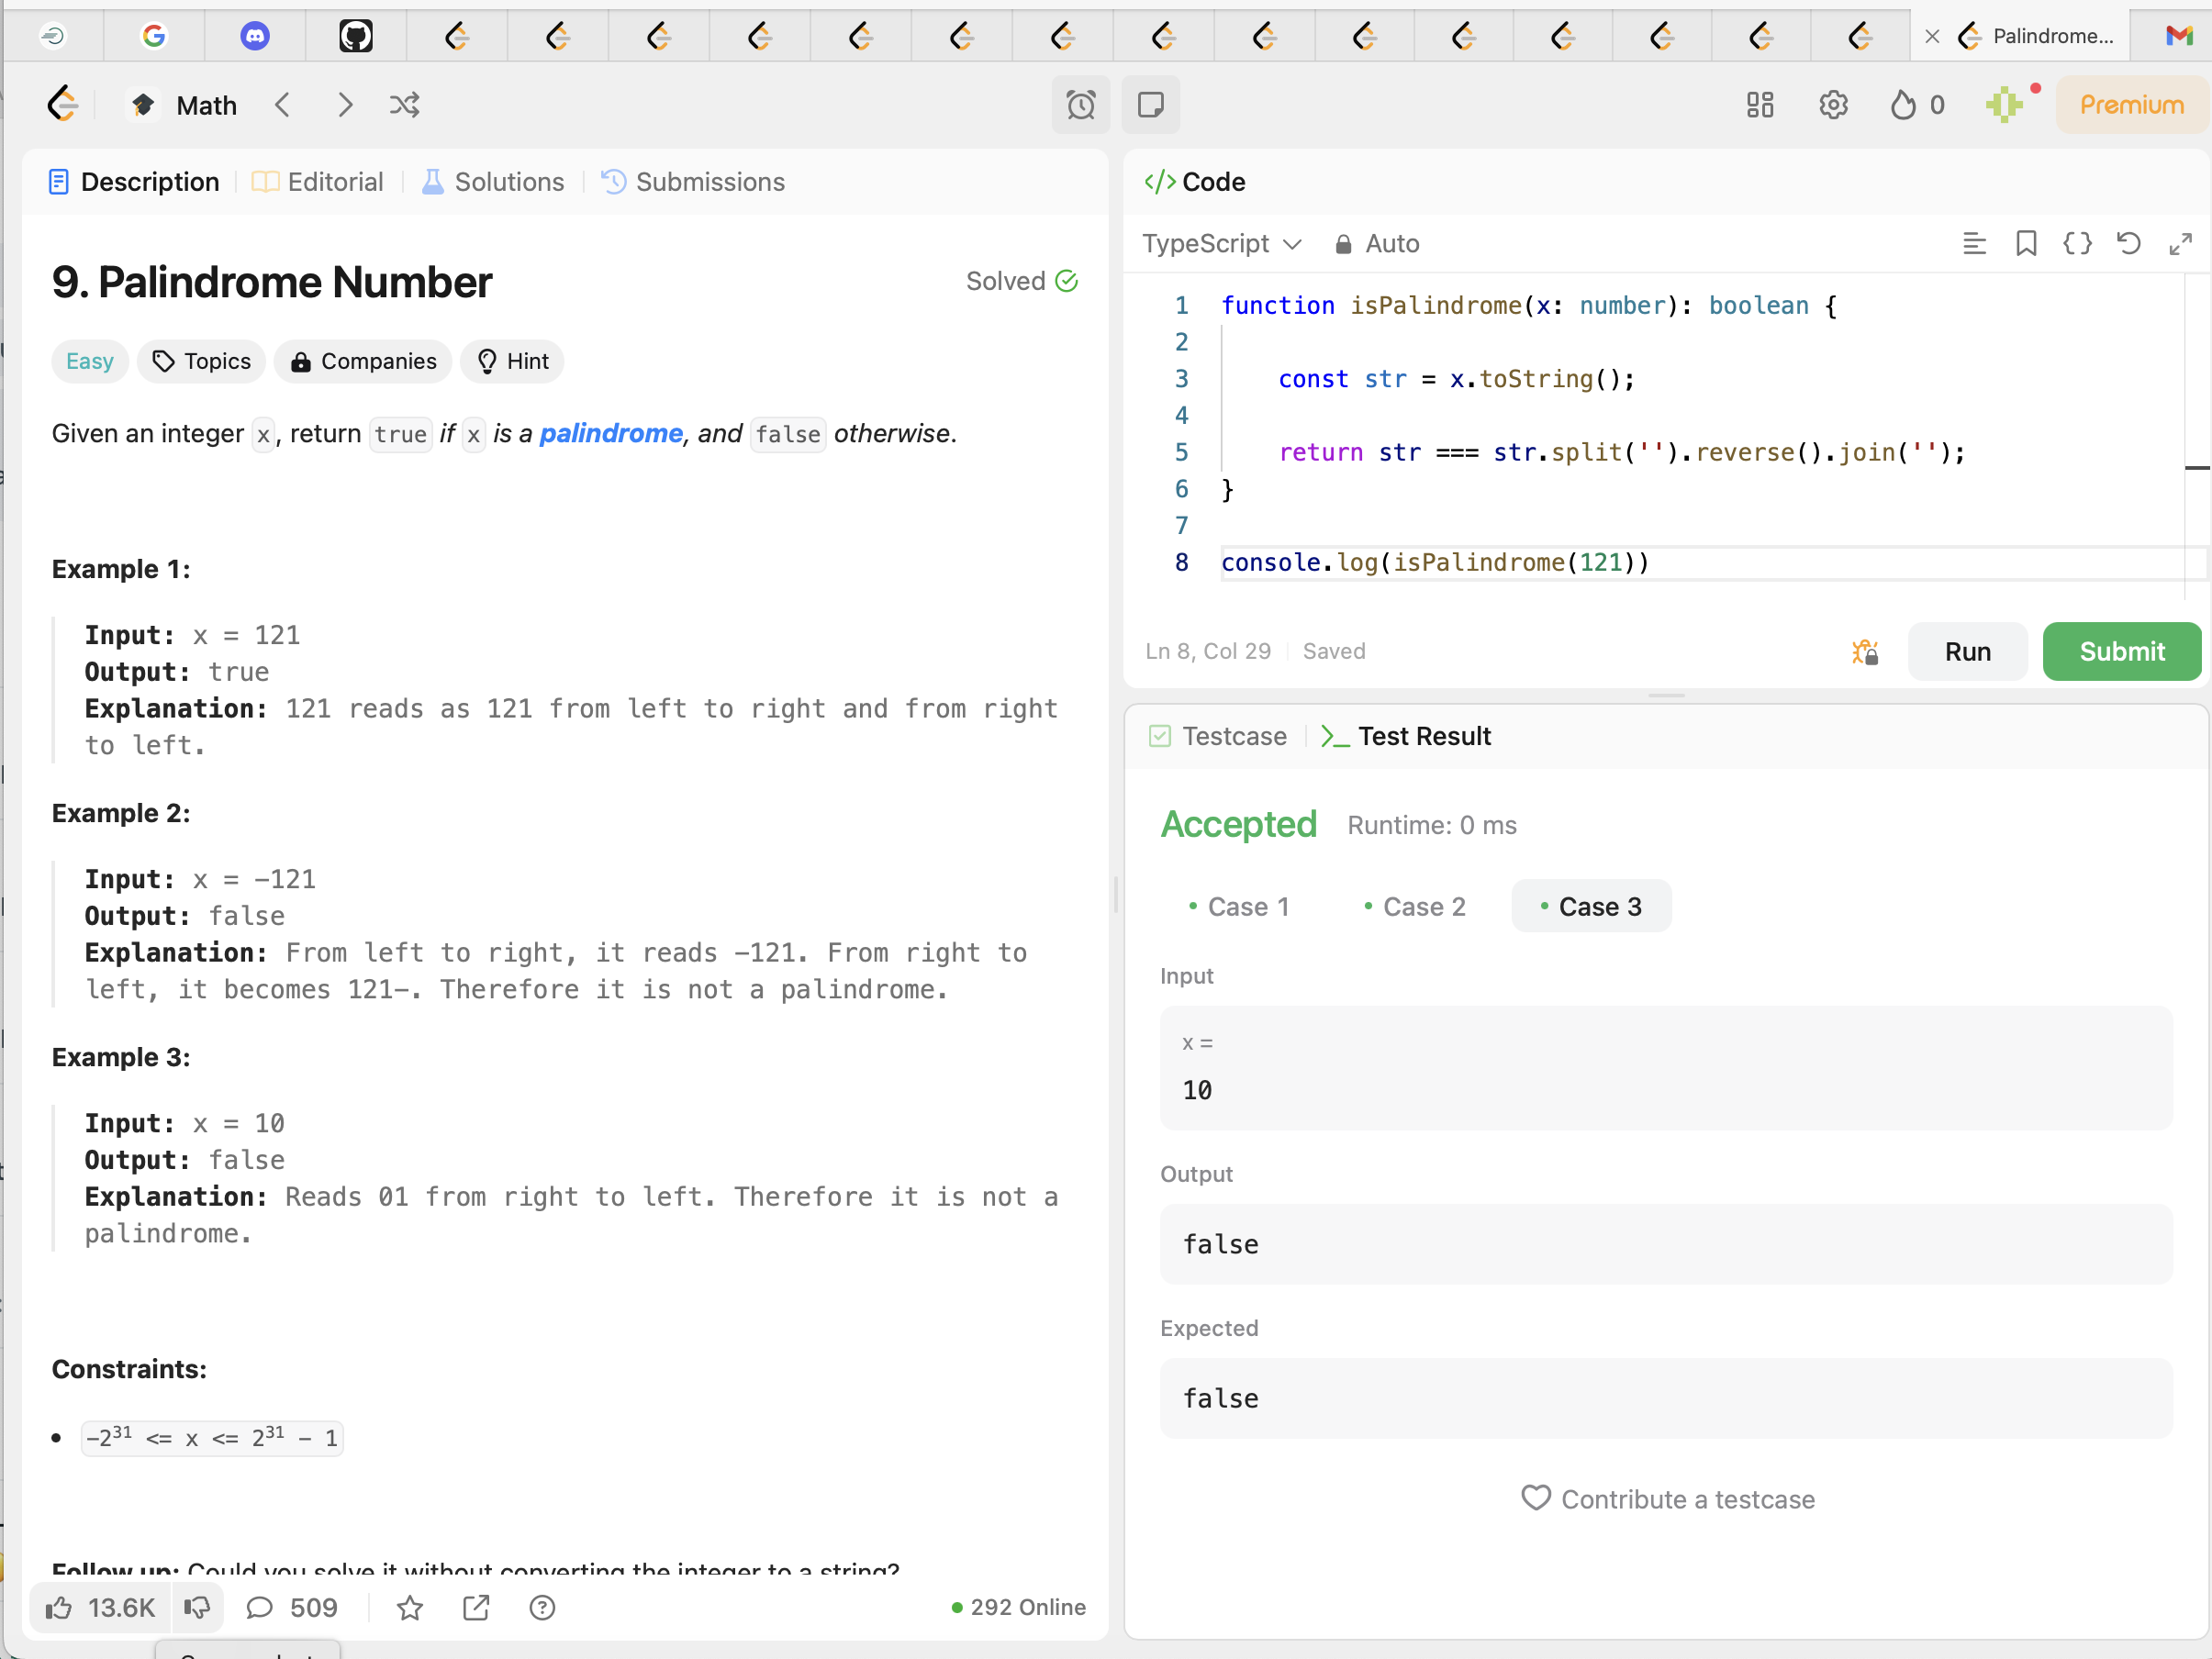 Palindrome...
Math
0
Premium
Description
Editorial
Solutions
Submissions
9. Palindrome Number
Solved
Easy
Topics
Companies
Hint
Given an integer x, return true if x is a palindrome, and false otherwise.
Example 1:
Input: x = 121
Output: true
Explanation: 121 reads as 121 from left to right and from right
to left.
Example 2:
Input: x = -121
Output: false
Explanation: From left to right, it reads -121. From right to
left, it becomes 121-. Therefore it is not a palindrome.
Example 3:
Input: x = 10
Output: false
Explanation: Reads 01 from right to left. Therefore it is not a
palindrome.
Constraints:
• -2³¹ <= x <= 2³¹ - 1
Follow up: Could you solve it without converting the integer to a string?
13.6K
509
292 Online
</> Code
TypeScript
Auto
1 function isPalindrome(x: number): boolean {
2
3 const str = x.toString();
4
5 return str === str.split('').reverse().join('');
6 }
7
8 console.log(isPalindrome(121))
Ln 8, Col 29
Saved
Run
Submit
Testcase
Test Result
Accepted
Runtime: 0 ms
• Case 1
• Case 2
• Case 3
Input
x =
10
Output
false
Expected
false
Contribute a testcase